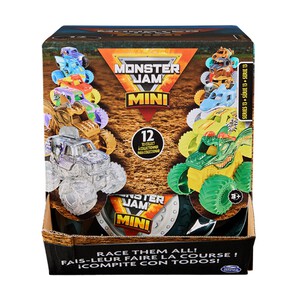 MONSTER JAM
MINI
12
SERIES 13 • SÉRIE 13 • SERIE 13
3+
MONSTER
JAM
MINI
RACE THEM ALL!
FAIS-LEUR FAIRE LA COURSE !
¡COMPITE CON TODOS!